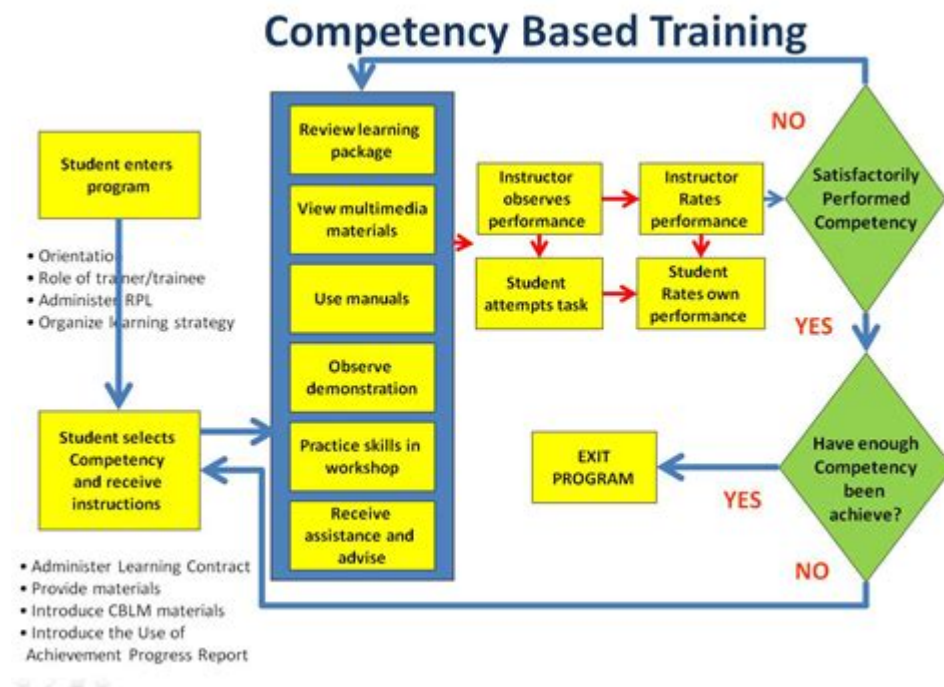 Competency Based Training
Student enters
program
• Orientation
• Role of trainer/trainee
• Administer RPL
• Organize learning strategy
Student selects
Competency
and receive
instructions
• Administer Learning Contract
• Provide materials
• Introduce CBLM materials
• Introduce the Use of
Achievement Progress Report
Review learning
package
View multimedia
materials
Use manuals
Observe
demonstration
Practice skills in
workshop
Receive
assistance and
advise
Instructor
observes
performance
Instructor
Rates
performance
Student
attempts task
Student
Rates own
performance
NO
Satisfactorily
Performed
Competency
YES
Have enough
Competency
been
achieve?
YES
EXIT
PROGRAM
NO